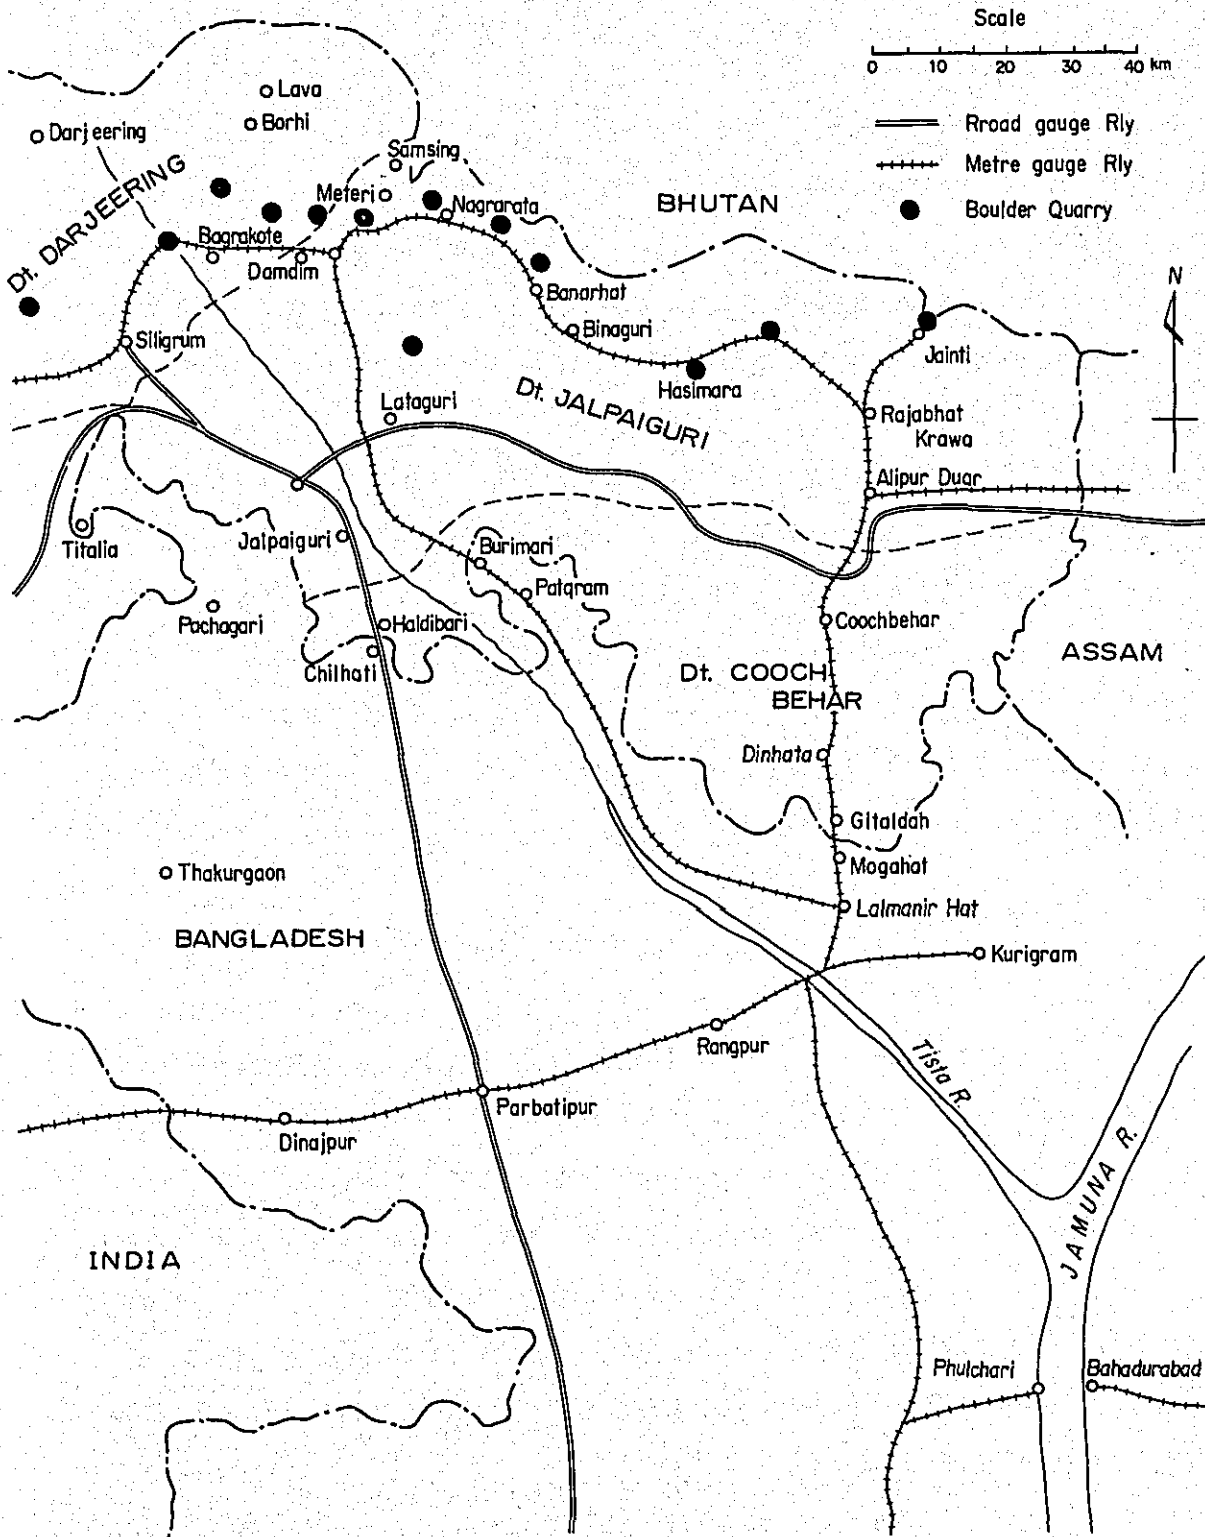 Scale
0 10 20 30 40 km
Rroad gauge Rly
Metre gauge Rly
Boulder Quarry
N
Lava
Borhi
Darjeering
Samsing
Dt. DARJEERING
Meteri
Nagrarata
BHUTAN
Bagrakote
Damdim
Banarhat
Binaguri
Siligrum
Jainti
Hasimara
Dt. JALPAIGURI
Lataguri
Rajabhat
Krawa
Alipur Duar
Titalia
Jalpaiguri
Burimari
Patqram
Pachagari
Haldibari
Coochbehar
Chilhati
ASSAM
Dt. COOCH
BEHAR
Dinhata
Gitaldah
Mogahat
Thakurgaon
Lalmanir Hat
BANGLADESH
Kurigram
Rangpur
Tista R.
Parbatipur
Dinajpur
JAMUNA R.
INDIA
Phulchari
Bahadurabad